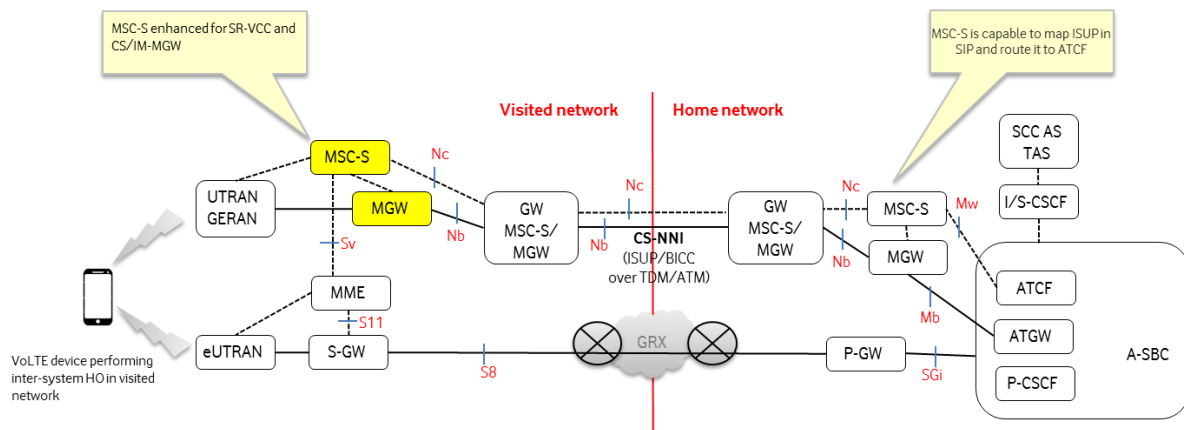 MSC-S enhanced for SR-VCC and
CS/IM-MGW
MSC-S is capable to map ISUP in
SIP and route it to ATCF
Visited network
Home network
SCC AS
TAS
MSC-S
Nc
UTRAN
GERAN
MGW
Nb
GW
MSC-S/
MGW
Nc
Nb
CS-NNI
(ISUP/BICC
over TDM/ATM)
GW
MSC-S/
MGW
Nc
Nb
MSC-S
Mw
I/S-CSCF
MGW
Sv
Mb
MME
S11
ATCF
eUTRAN
S-GW
S8
GRX
P-GW
SGi
ATGW
A-SBC
P-CSCF
VoLTE device performing
inter-system HO in visited
network